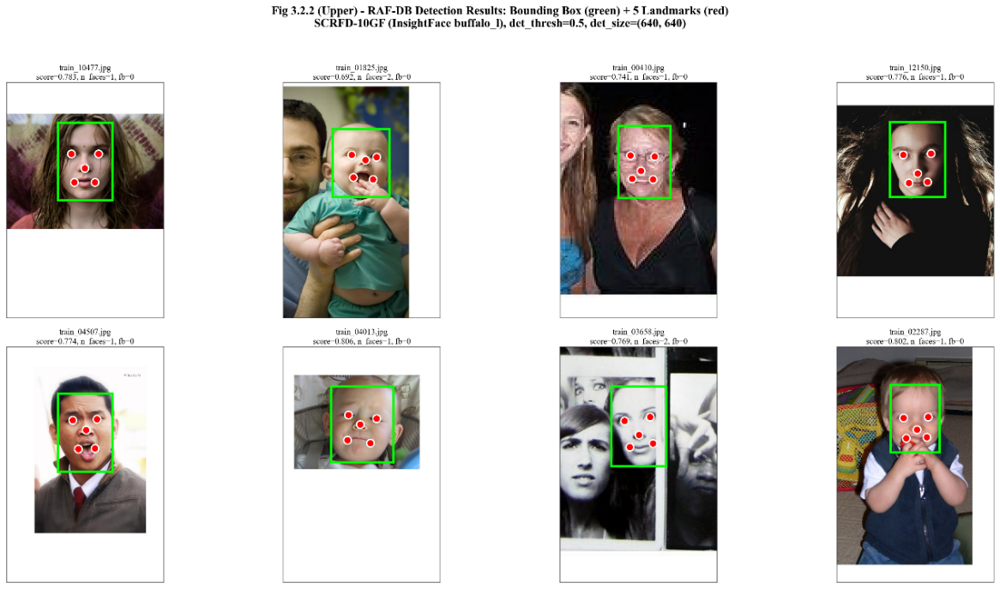 Fig 3.2.2 (Upper) - RAF-DB Detection Results: Bounding Box (green) + 5 Landmarks (red)
SCRFD-10GF (InsightFace buffalo_l), det_thresh=0.5, det_size=(640, 640)
train_10477.jpg
score=0.783, n_faces=1, fb=0
train_01825.jpg
score=0.692, n_faces=2, fb=0
train_00410.jpg
score=0.741, n_faces=1, fb=0
train_12150.jpg
score=0.776, n_faces=1, fb=0
train_04507.jpg
score=0.774, n_faces=1, fb=0
train_04013.jpg
score=0.806, n_faces=1, fb=0
train_03658.jpg
score=0.769, n_faces=2, fb=0
train_02287.jpg
score=0.802, n_faces=1, fb=0